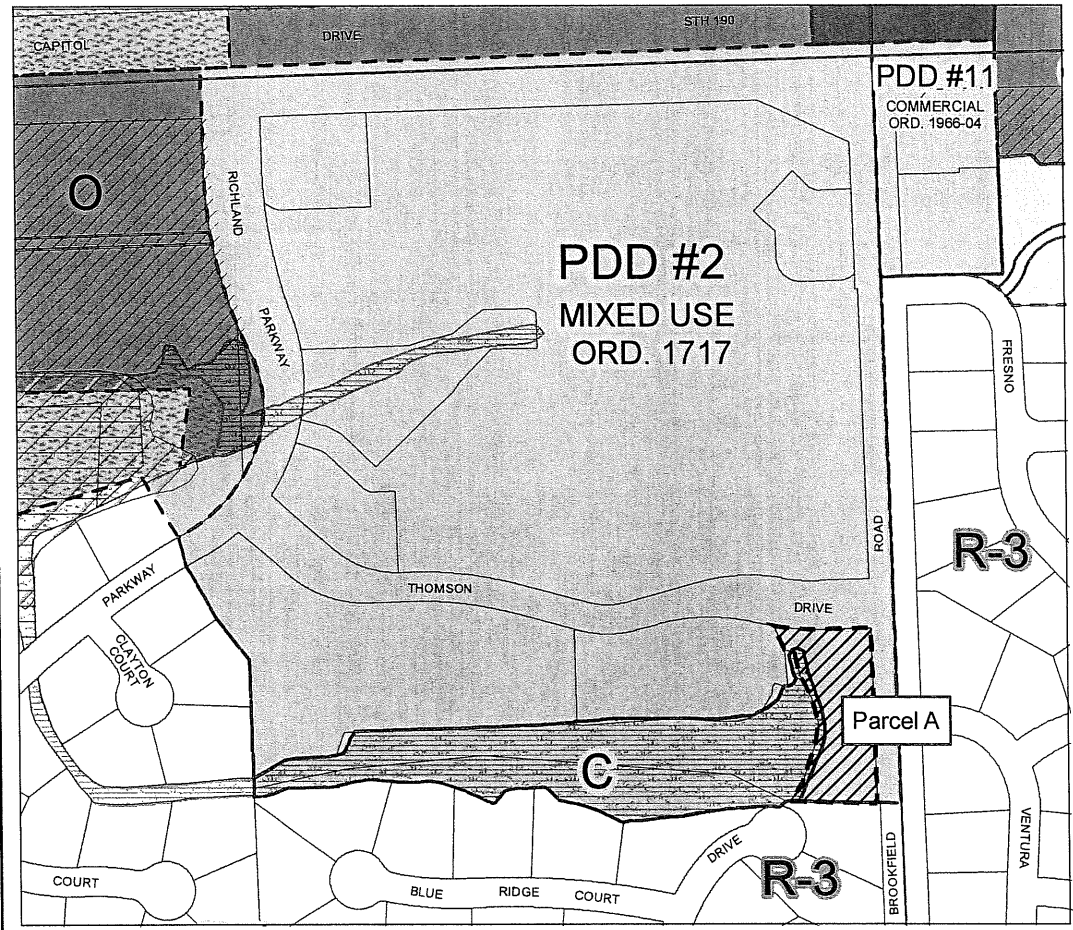 CAPITOL
DRIVE
STH 190
PDD #11
COMMERCIAL
ORD. 1966-04
O
RICHLAND
PARKWAY
PDD #2
MIXED USE
ORD. 1717
FRESNO
ROAD
R-3
PARKWAY
CLAYTON
COURT
THOMSON
DRIVE
Parcel A
C
VENTURA
DRIVE
R-3
COURT
BLUE RIDGE COURT
BROOKFIELD